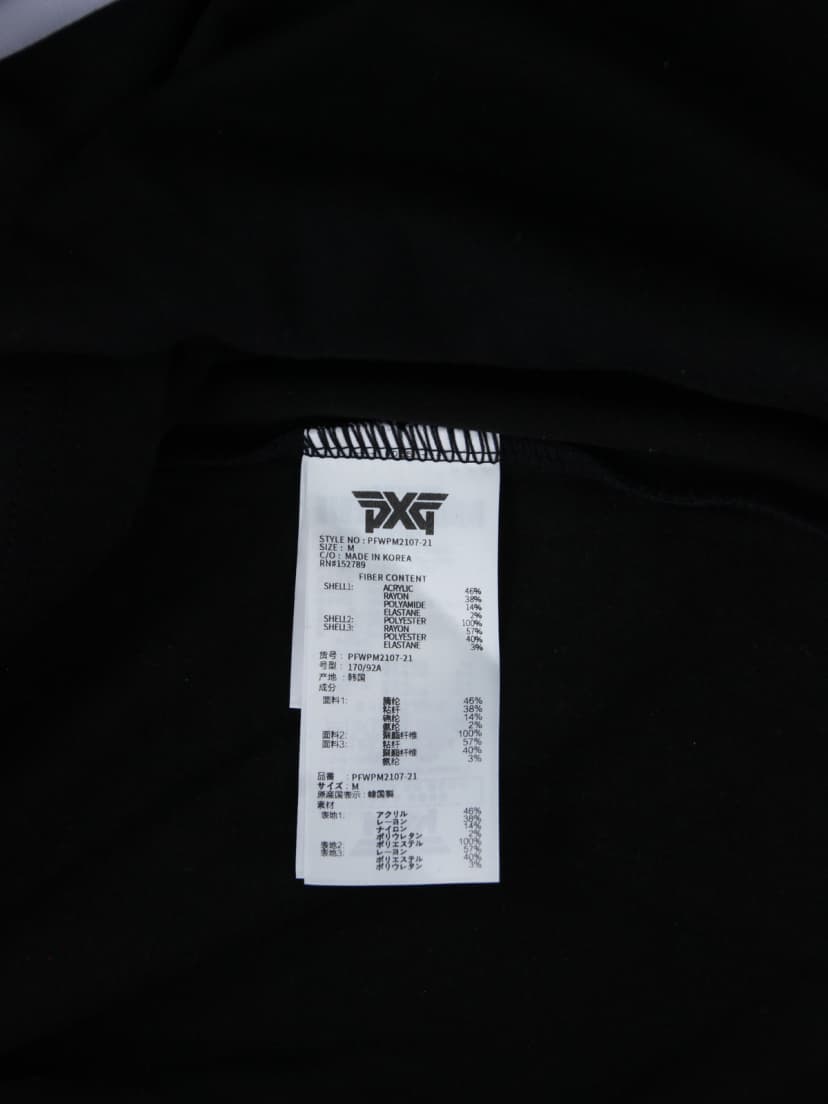 PXG
STYLE NO : PFWPM2107-21
SIZE : M
C/O : MADE IN KOREA
RN#152789
FIBER CONTENT
SHELL1: ACRYLIC 46%
RAYON 38%
POLYAMIDE 14%
ELASTANE 2%
SHELL2: POLYESTER 100%
SHELL3: RAYON 57%
POLYESTER 40%
ELASTANE 3%
货号 : PFWPM2107-21
号型 : 170/92A
产地 : 韩国
成分
面料1: 腈纶 46%
粘纤 38%
锦纶 14%
氨纶 2%
面料2: 聚酯纤维 100%
面料3: 粘纤 57%
聚酯纤维 40%
氨纶 3%
品番 : PFWPM2107-21
サイズ : M
原産国表示 : 韓国製
素材
表地1: アクリル 46%
レーヨン 38%
ナイロン 14%
ポリウレタン 2%
表地2: ポリエステル 100%
表地3: レーヨン 57%
ポリエステル 40%
ポリウレタン 3%